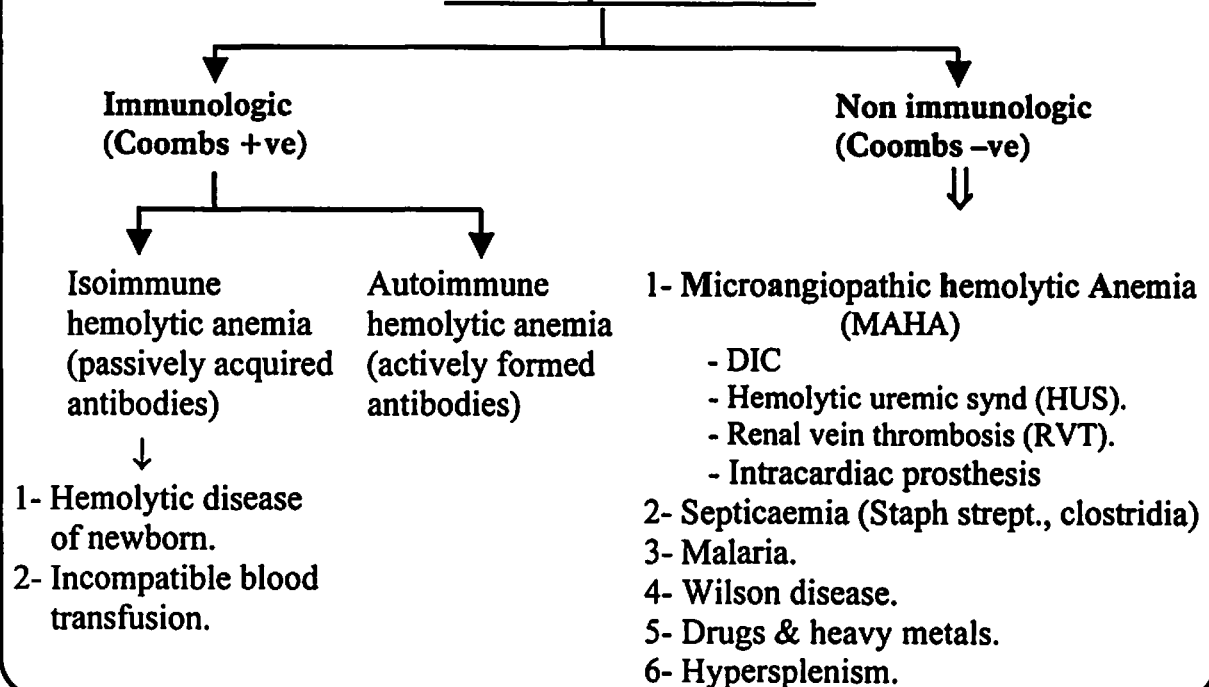 Immunologic
(Coombs +ve)
Non immunologic
(Coombs –ve)
Isoimmune
hemolytic anemia
(passively acquired
antibodies)
1- Hemolytic disease
of newborn.
2- Incompatible blood
transfusion.
Autoimmune
hemolytic anemia
(actively formed
antibodies)
1- Microangiopathic hemolytic Anemia
(MAHA)
- DIC
- Hemolytic uremic synd (HUS).
- Renal vein thrombosis (RVT).
- Intracardiac prosthesis
2- Septicaemia (Staph strept., clostridia)
3- Malaria.
4- Wilson disease.
5- Drugs & heavy metals.
6- Hypersplenism.